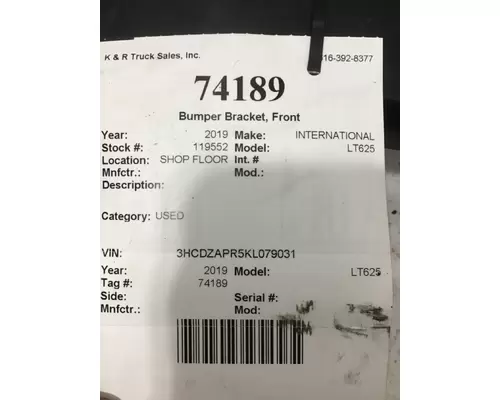 K & R Truck Sales, Inc. 16-392-8377
74189
Bumper Bracket, Front
Year: 2019 Make: INTERNATIONAL
Stock #: 119552 Model: LT625
Location: SHOP FLOOR Int. #
Mnfctr.: Mod.:
Description:
Category: USED
VIN: 3HCDZAPR5KL079031
Year: 2019 Model: LT625
Tag #: 74189
Side: Serial #:
Mnfctr.: Mod: